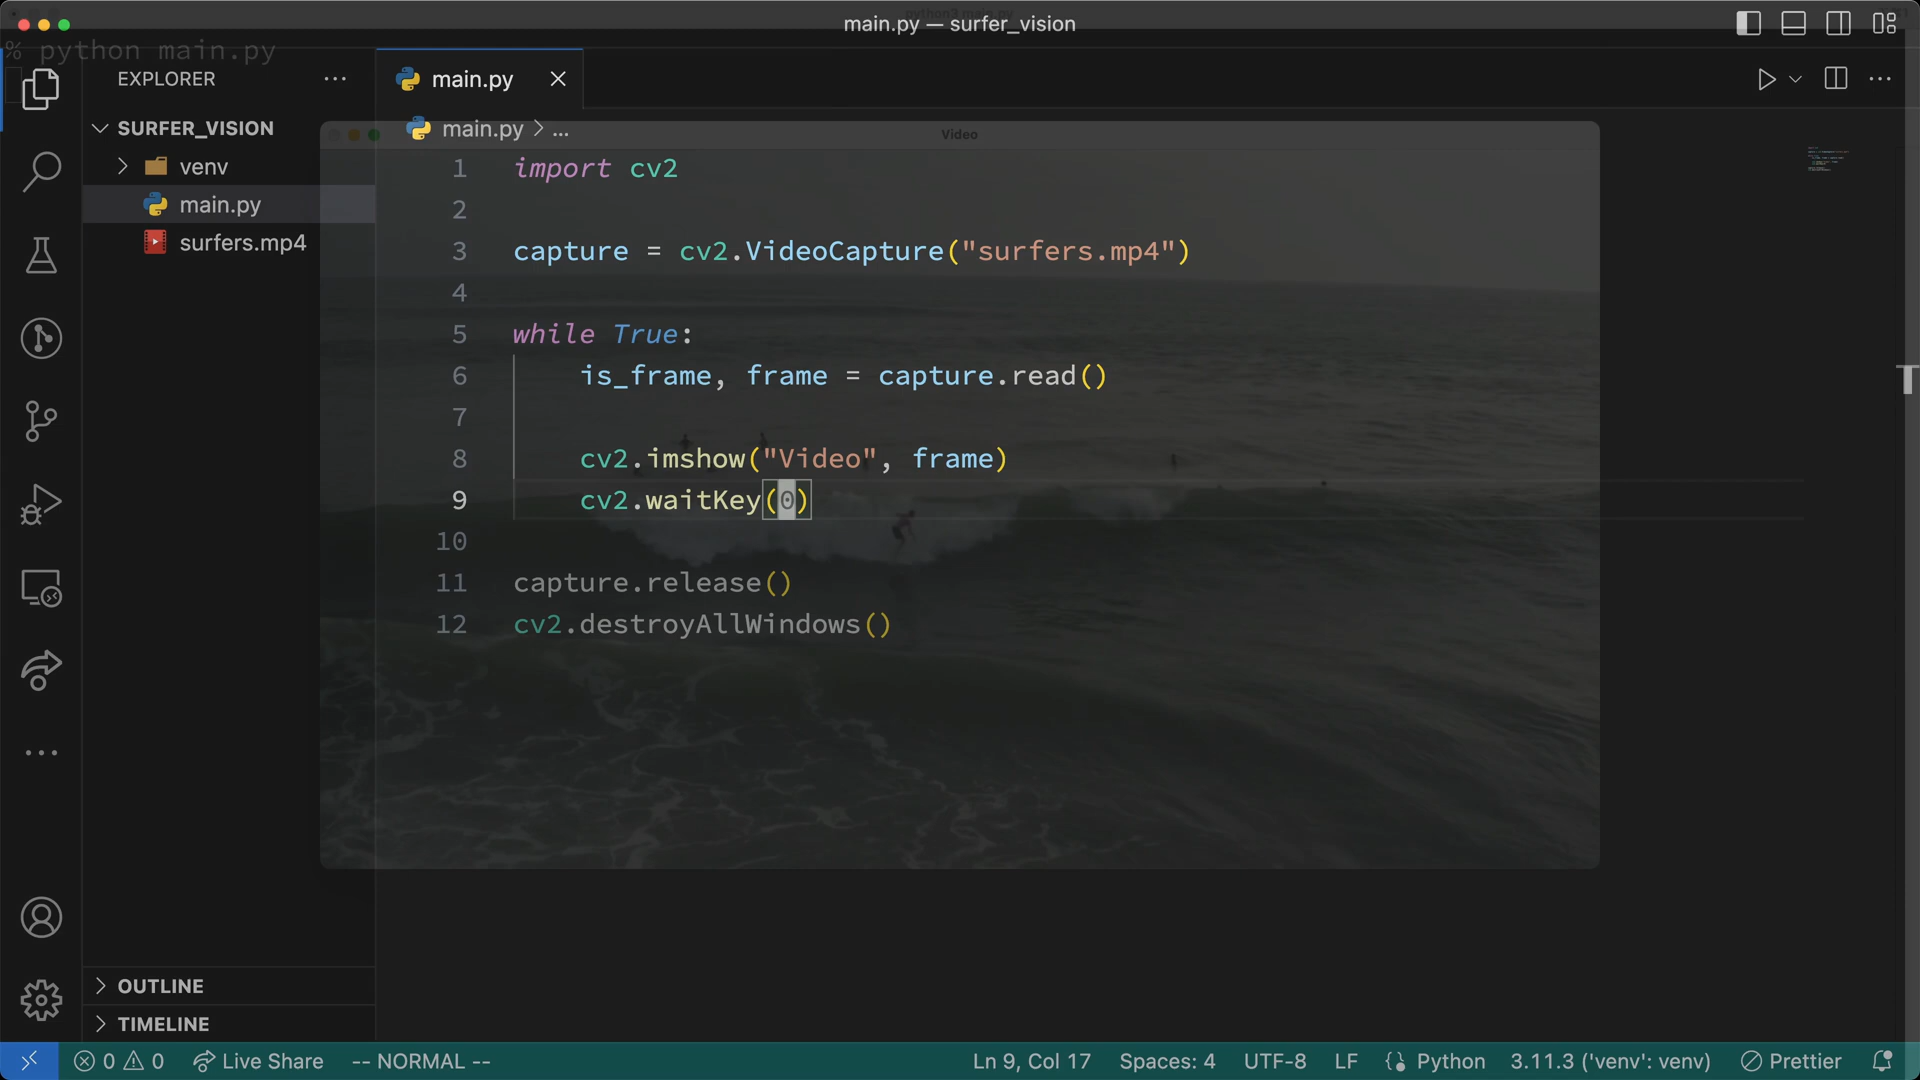 main.py — surfer_vision
% python main.py
EXPLORER
main.py
SURFER_VISION
main.py > ...
Video
venv
main.py
surfers.mp4
1 import cv2
2
3 capture = cv2.VideoCapture("surfers.mp4")
4
5 while True:
6 is_frame, frame = capture.read()
7
8 cv2.imshow("Video", frame)
9 cv2.waitKey(0)
10
11 capture.release()
12 cv2.destroyAllWindows()
OUTLINE
TIMELINE
0 0 Live Share -- NORMAL -- Ln 9, Col 17 Spaces: 4 UTF-8 LF Python 3.11.3 ('venv': venv) Prettier